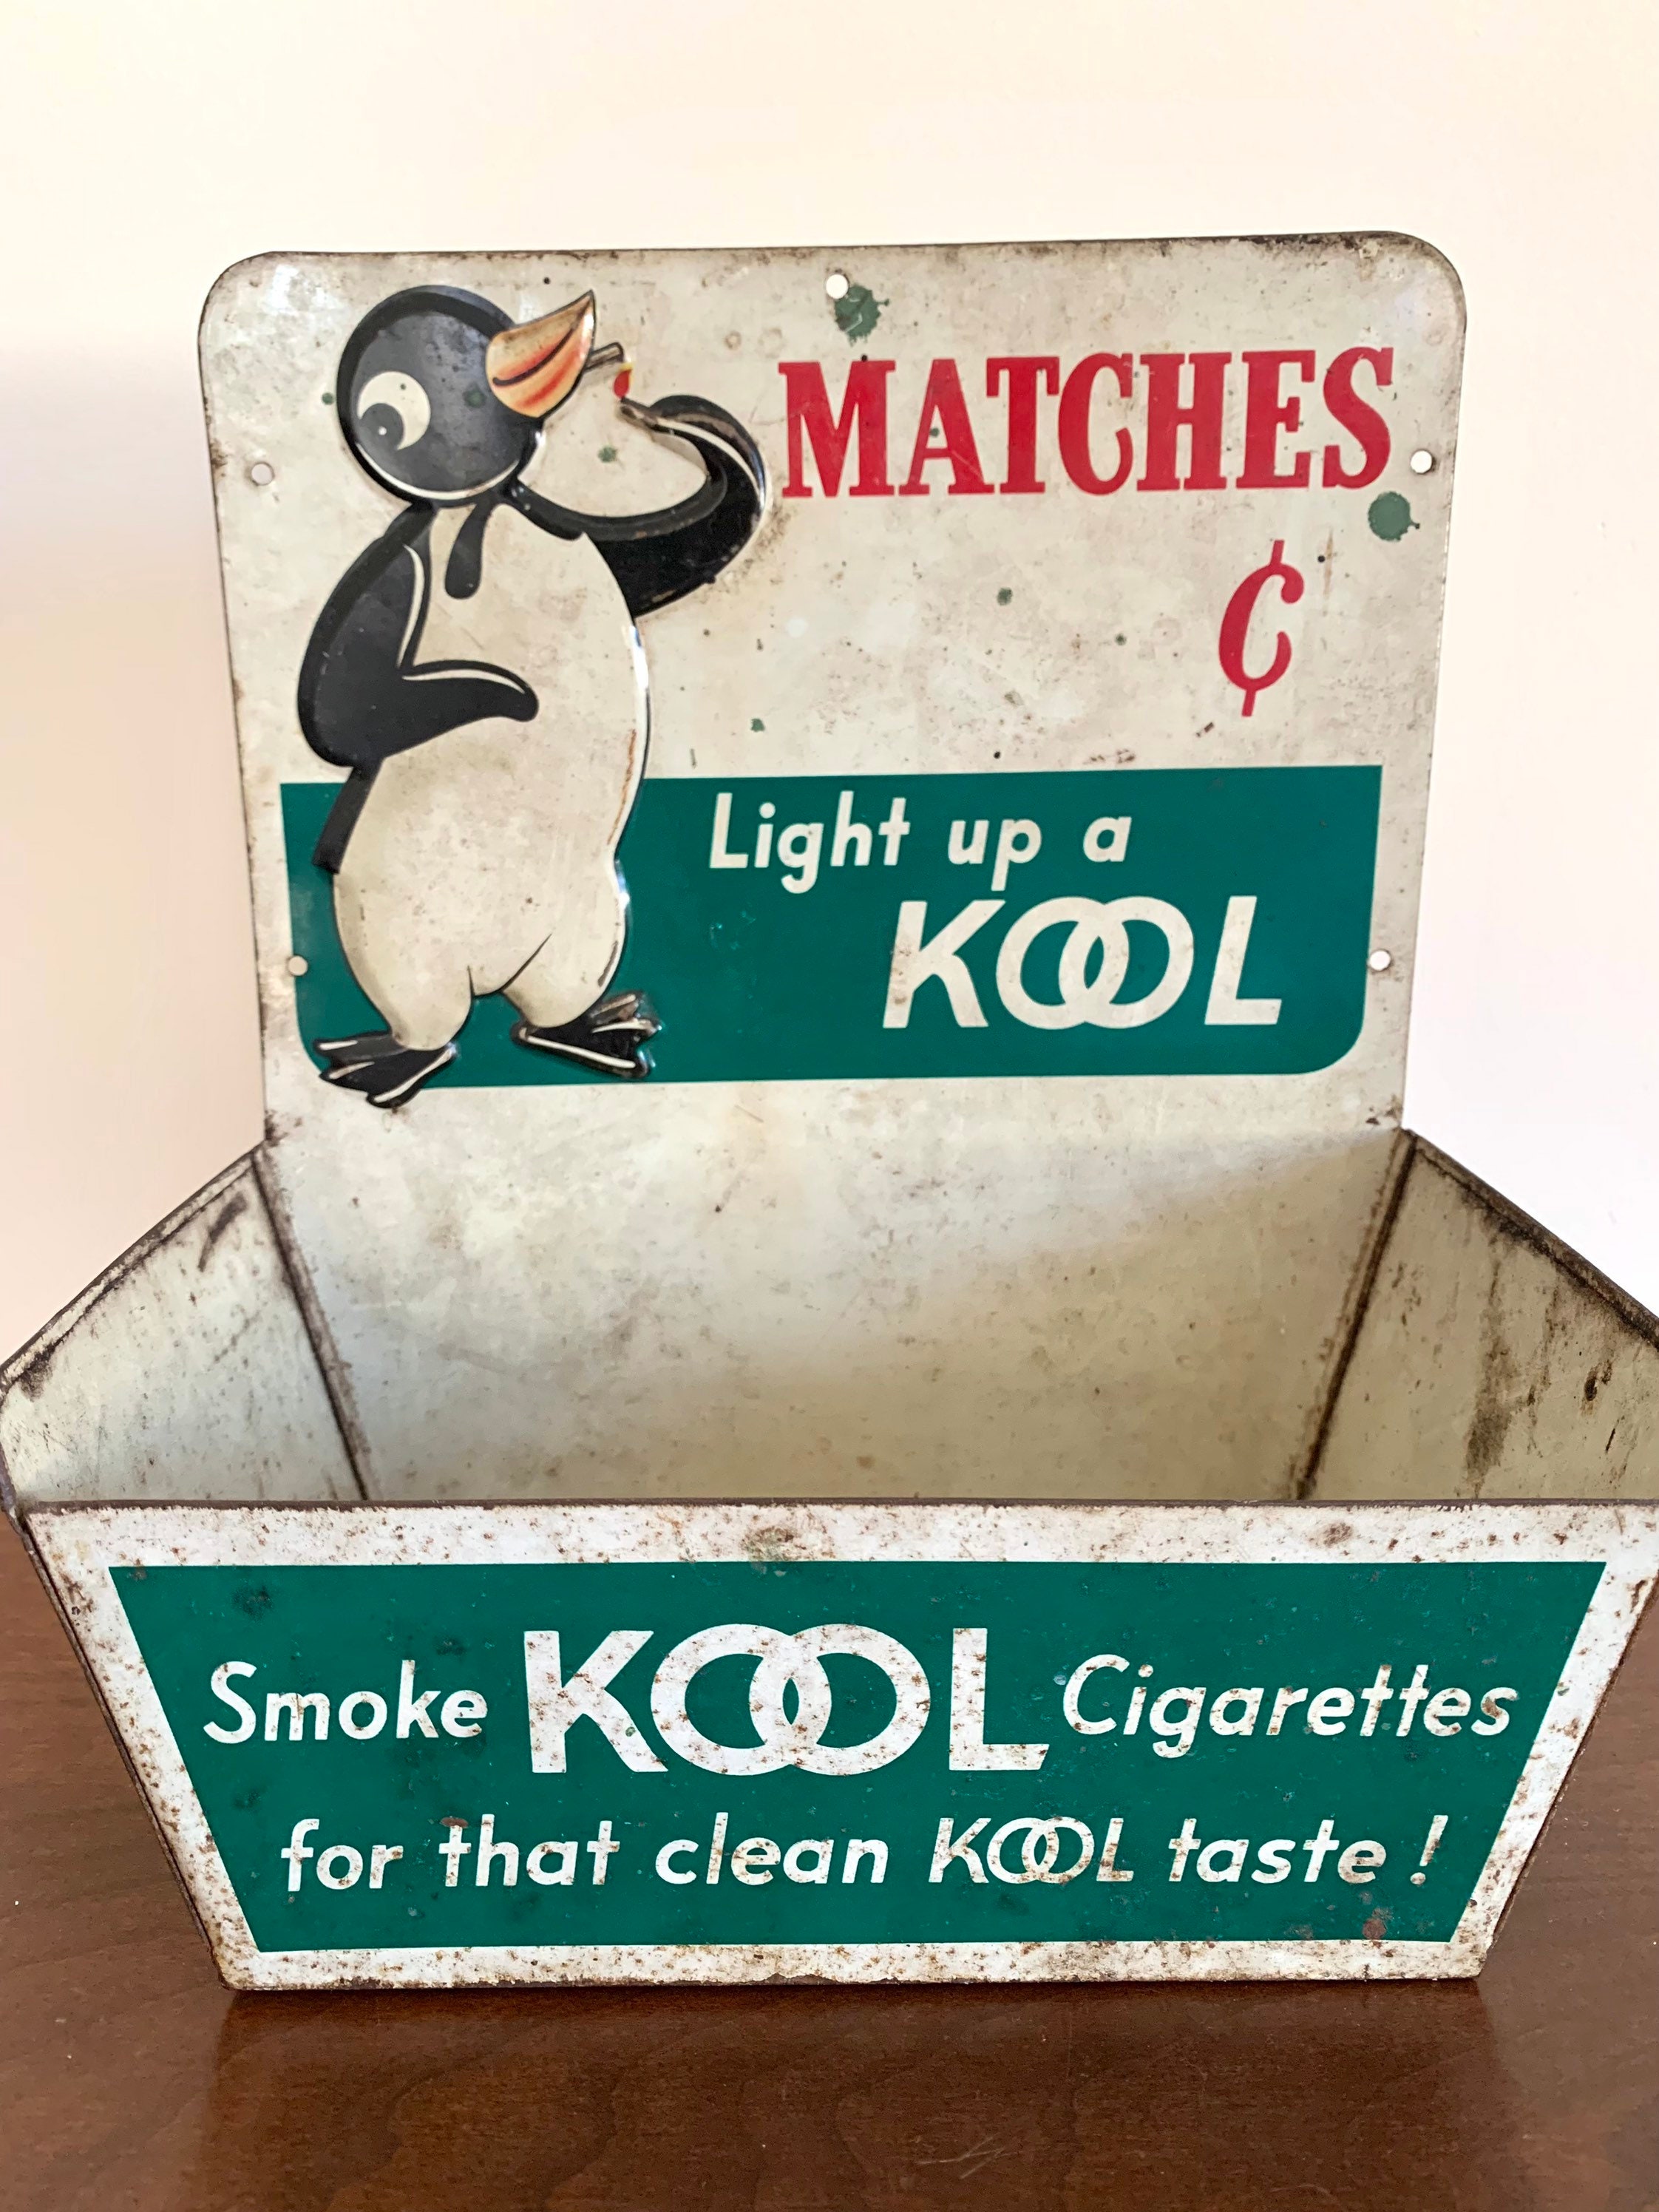 MATCHES
¢
Light up a
KOOL
Smoke KOOL Cigarettes
for that clean KOOL taste!